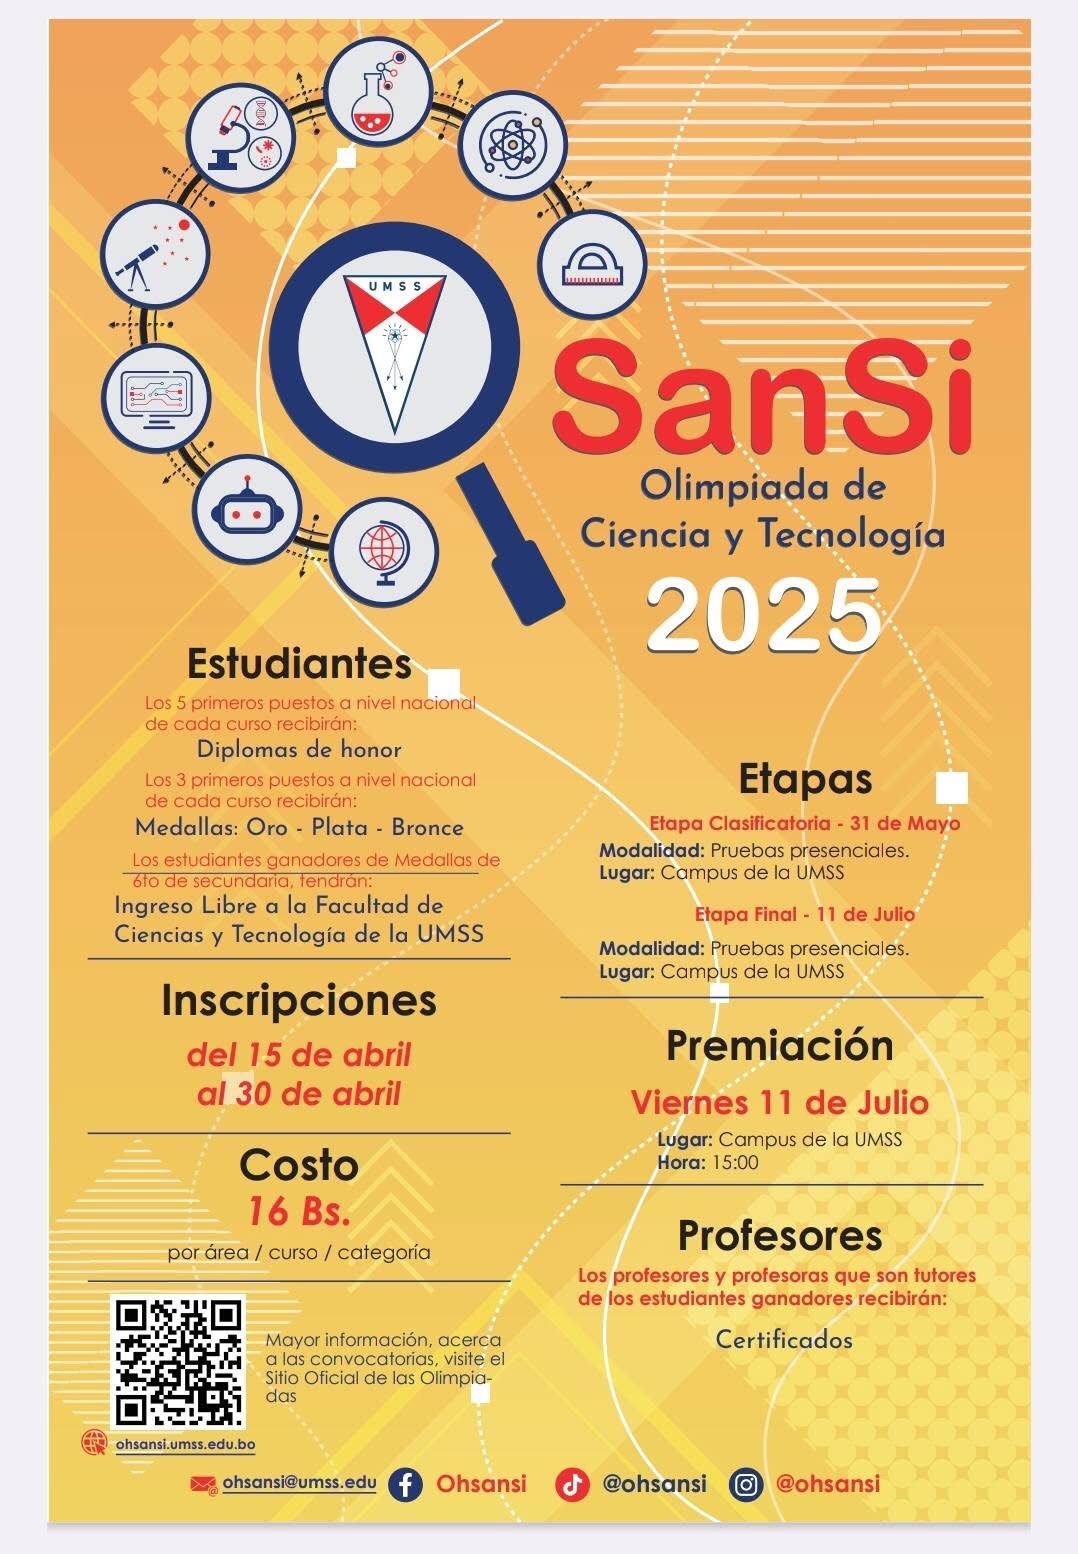 UMSS
SanSi
Olimpiada de
Ciencia y Tecnología
2025
Estudiantes
Los 5 primeros puestos a nivel nacional
de cada curso recibirán:
Diplomas de honor
Los 3 primeros puestos a nivel nacional
de cada curso recibirán:
Medallas: Oro - Plata - Bronce
Los estudiantes ganadores de Medallas de
6to de secundaria, tendrán:
Ingreso Libre a la Facultad de
Ciencias y Tecnología de la UMSS
Inscripciones
del 15 de abril
al 30 de abril
Costo
16 Bs.
por área / curso / categoría
Mayor información, acerca
a las convocatorias, visite el
Sitio Oficial de las Olimpia-
das
ohsansi.umss.edu.bo
Etapas
Etapa Clasificatoria - 31 de Mayo
Modalidad: Pruebas presenciales.
Lugar: Campus de la UMSS
Etapa Final - 11 de Julio
Modalidad: Pruebas presenciales.
Lugar: Campus de la UMSS
Premiación
Viernes 11 de Julio
Lugar: Campus de la UMSS
Hora: 15:00
Profesores
Los profesores y profesoras que son tutores
de los estudiantes ganadores recibirán:
Certificados
ohsansi@umss.edu Ohsansi @ohsansi @ohsansi